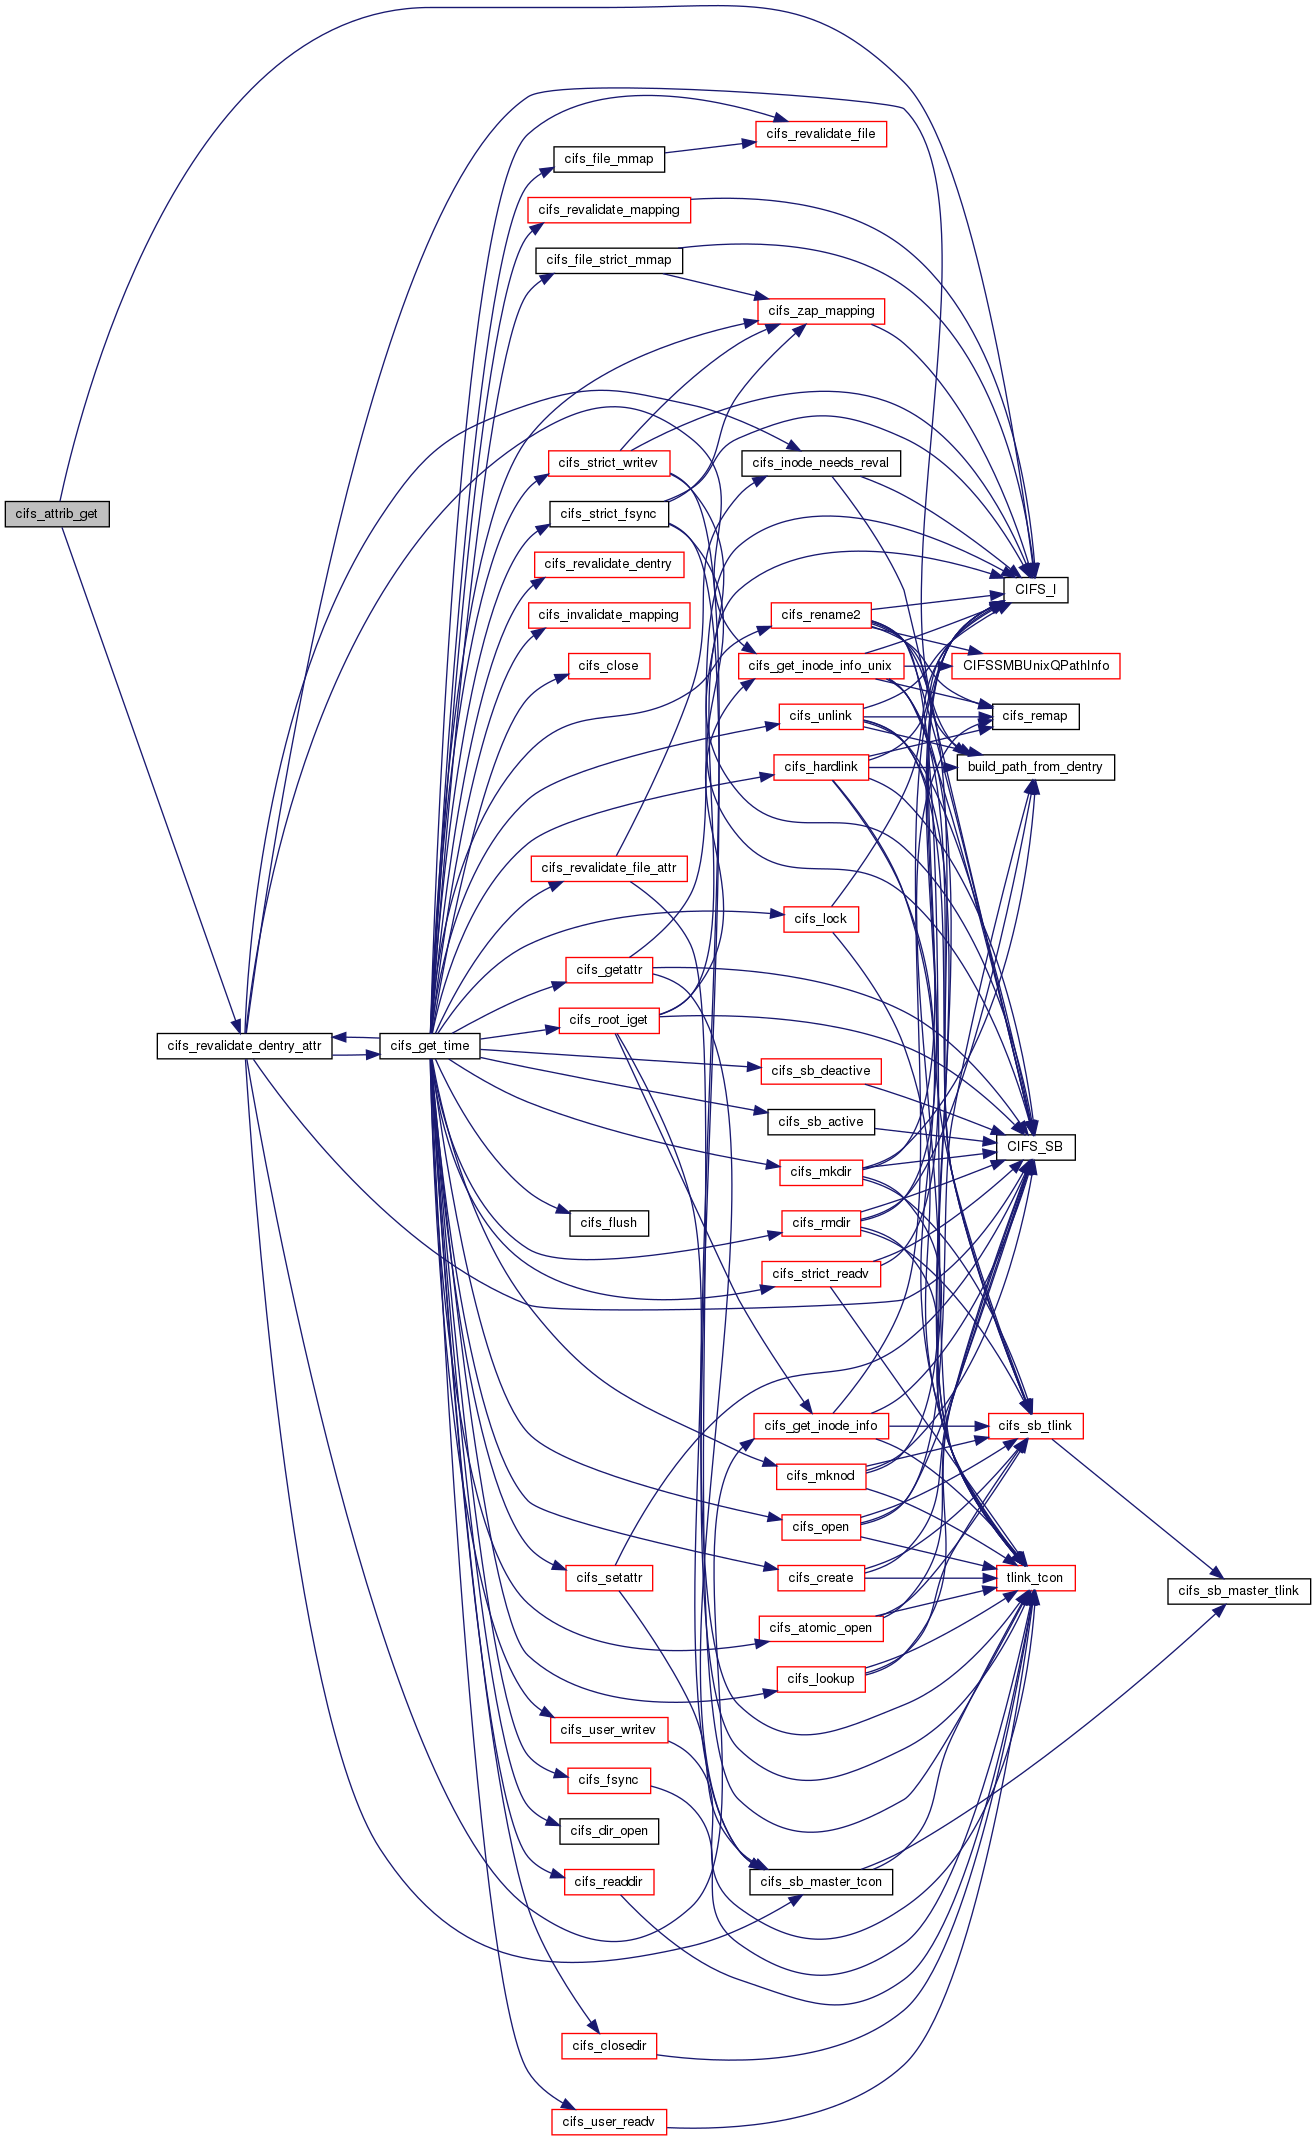 cifs_revalidate_file
cifs_file_mmap
cifs_revalidate_mapping
cifs_file_strict_mmap
cifs_zap_mapping
cifs_strict_writev
cifs_inode_needs_reval
cifs_attrib_get
cifs_strict_fsync
cifs_revalidate_dentry
CIFS_I
cifs_invalidate_mapping
cifs_rename2
cifs_close
cifs_get_inode_info_unix
CIFSSMBUnixQPathInfo
cifs_unlink
cifs_remap
cifs_hardlink
build_path_from_dentry
cifs_revalidate_file_attr
cifs_lock
cifs_getattr
cifs_root_iget
cifs_revalidate_dentry_attr
cifs_get_time
cifs_sb_deactive
cifs_sb_active
CIFS_SB
cifs_mkdir
cifs_flush
cifs_rmdir
cifs_strict_readv
cifs_get_inode_info
cifs_sb_tlink
cifs_mknod
cifs_open
cifs_setattr
cifs_create
tlink_tcon
cifs_sb_master_tlink
cifs_atomic_open
cifs_lookup
cifs_user_writev
cifs_fsync
cifs_dir_open
cifs_readdir
cifs_sb_master_tcon
cifs_closedir
cifs_user_readv